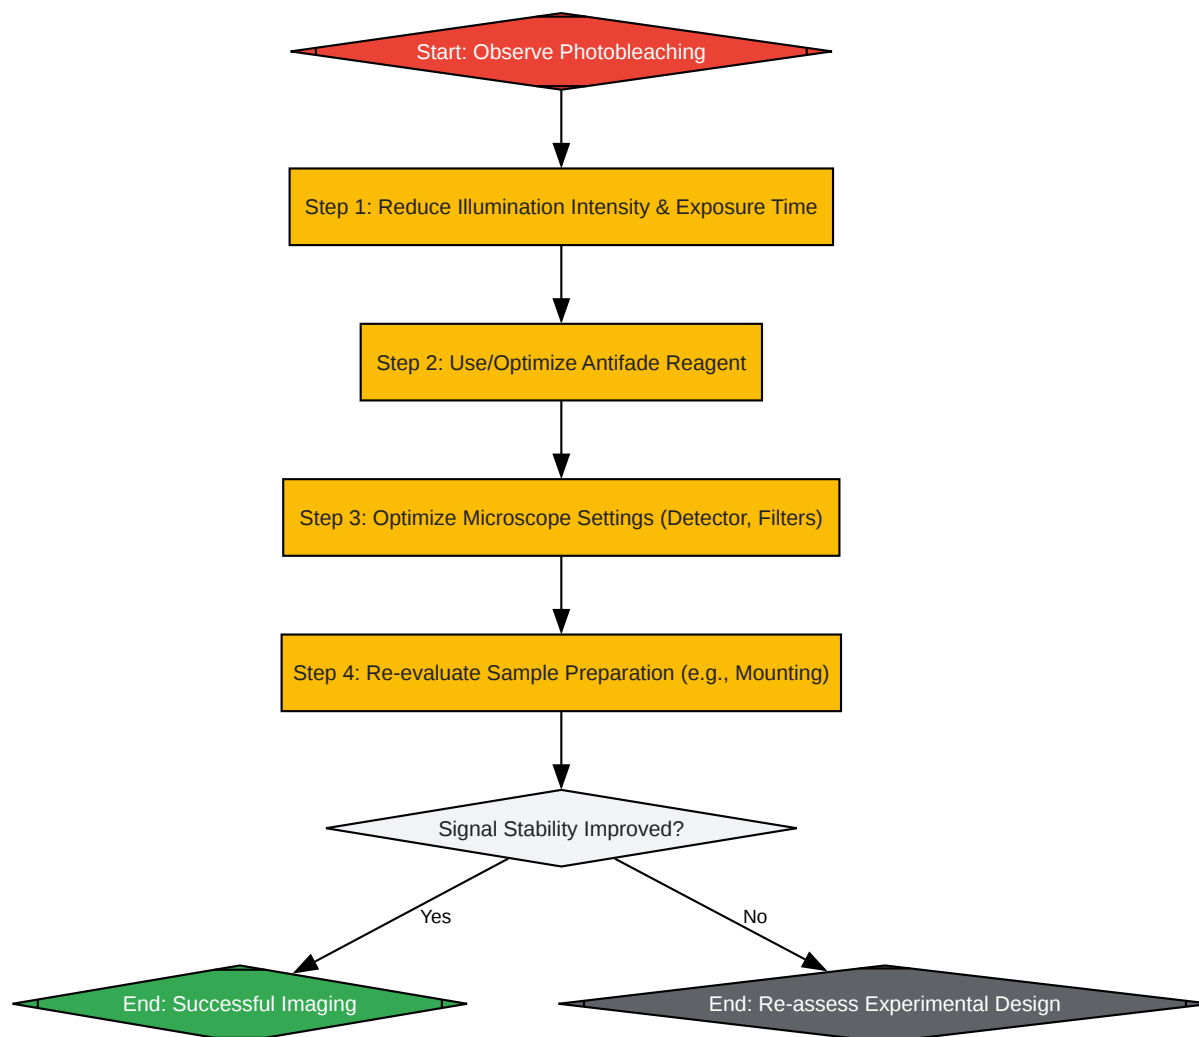 Start: Observe Photobleaching
Step 1: Reduce Illumination Intensity & Exposure Time
Step 2: Use/Optimize Antifade Reagent
Step 3: Optimize Microscope Settings (Detector, Filters)
Step 4: Re-evaluate Sample Preparation (e.g., Mounting)
Signal Stability Improved?
Yes
No
End: Successful Imaging
End: Re-assess Experimental Design